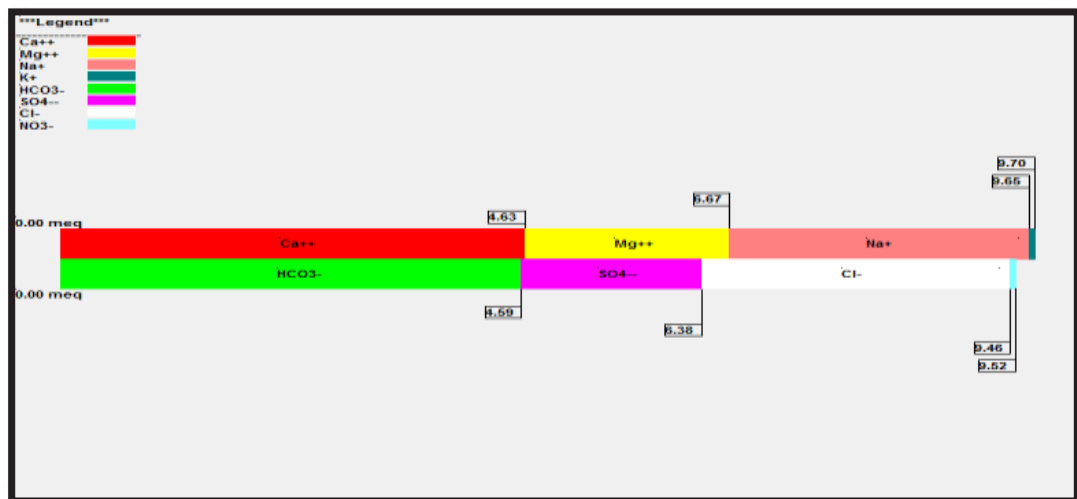 ***Legend***
Ca++
Mg++
Na+
K+
HCO3-
SO4--
Cl-
NO3-
9.70
9.65
6.67
4.63
0.00 meq
Ca++ Mg++ Na+
HCO3- SO4-- Cl-
0.00 meq
4.59
6.38
9.46
9.52